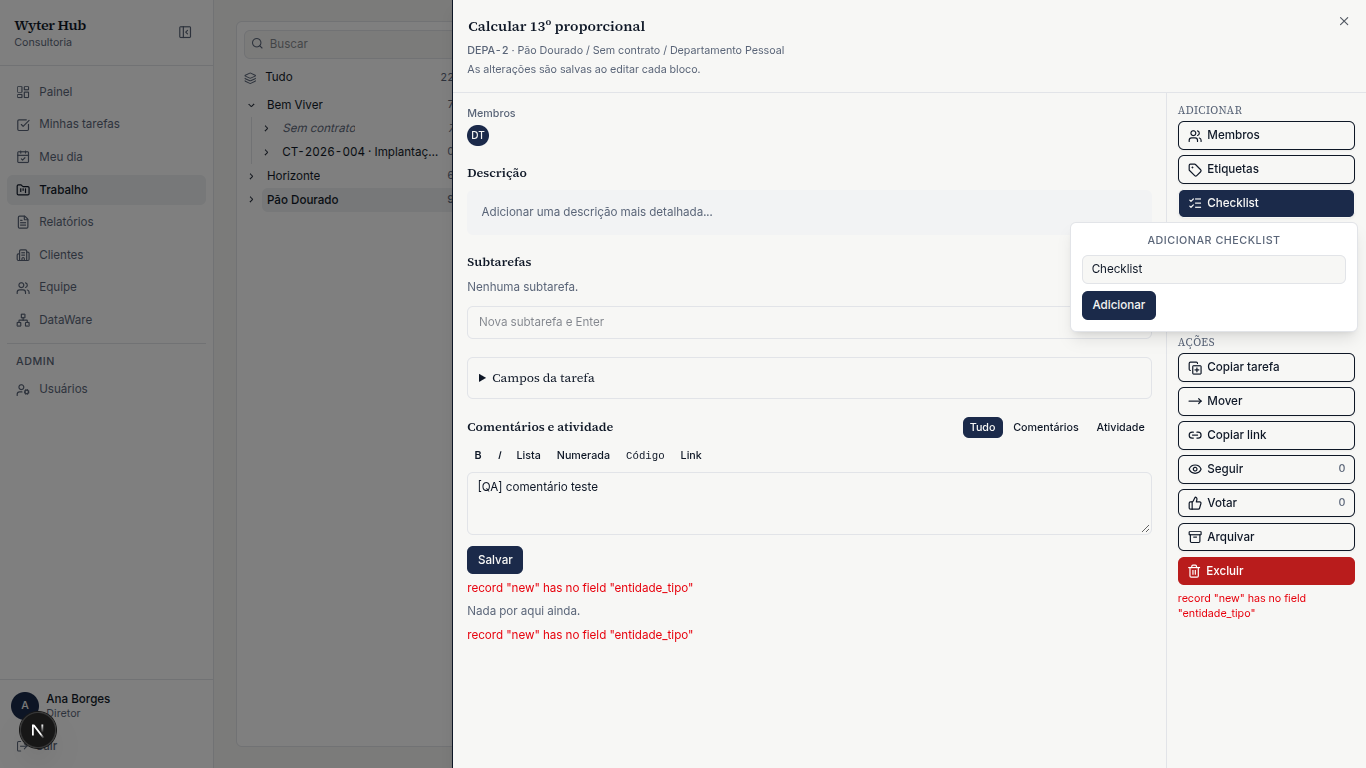 Wyter Hub
Consultoria
Painel
Minhas tarefas
Meu dia
Trabalho
Relatórios
Clientes
Equipe
DataWare
ADMIN
Usuários
A
Ana Borges
Diretor
N
Buscar
Tudo
22
Bem Viver
Sem contrato
CT-2026-004 · Implantaç...
Horizonte
Pão Dourado
Calcular 13º proporcional
DEPA-2 · Pão Dourado / Sem contrato / Departamento Pessoal
As alterações são salvas ao editar cada bloco.
Membros
DT
Descrição
Adicionar uma descrição mais detalhada...
Subtarefas
Nenhuma subtarefa.
Nova subtarefa e Enter
Campos da tarefa
Comentários e atividade
Tudo
Comentários
Atividade
B
I
Lista
Numerada
Código
Link
[QA] comentário teste
Salvar
record "new" has no field "entidade_tipo"
Nada por aqui ainda.
record "new" has no field "entidade_tipo"
ADICIONAR
Membros
Etiquetas
Checklist
ADICIONAR CHECKLIST
Checklist
Adicionar
AÇÕES
Copiar tarefa
Mover
Copiar link
Seguir 0
Votar 0
Arquivar
Excluir
record "new" has no field
"entidade_tipo"